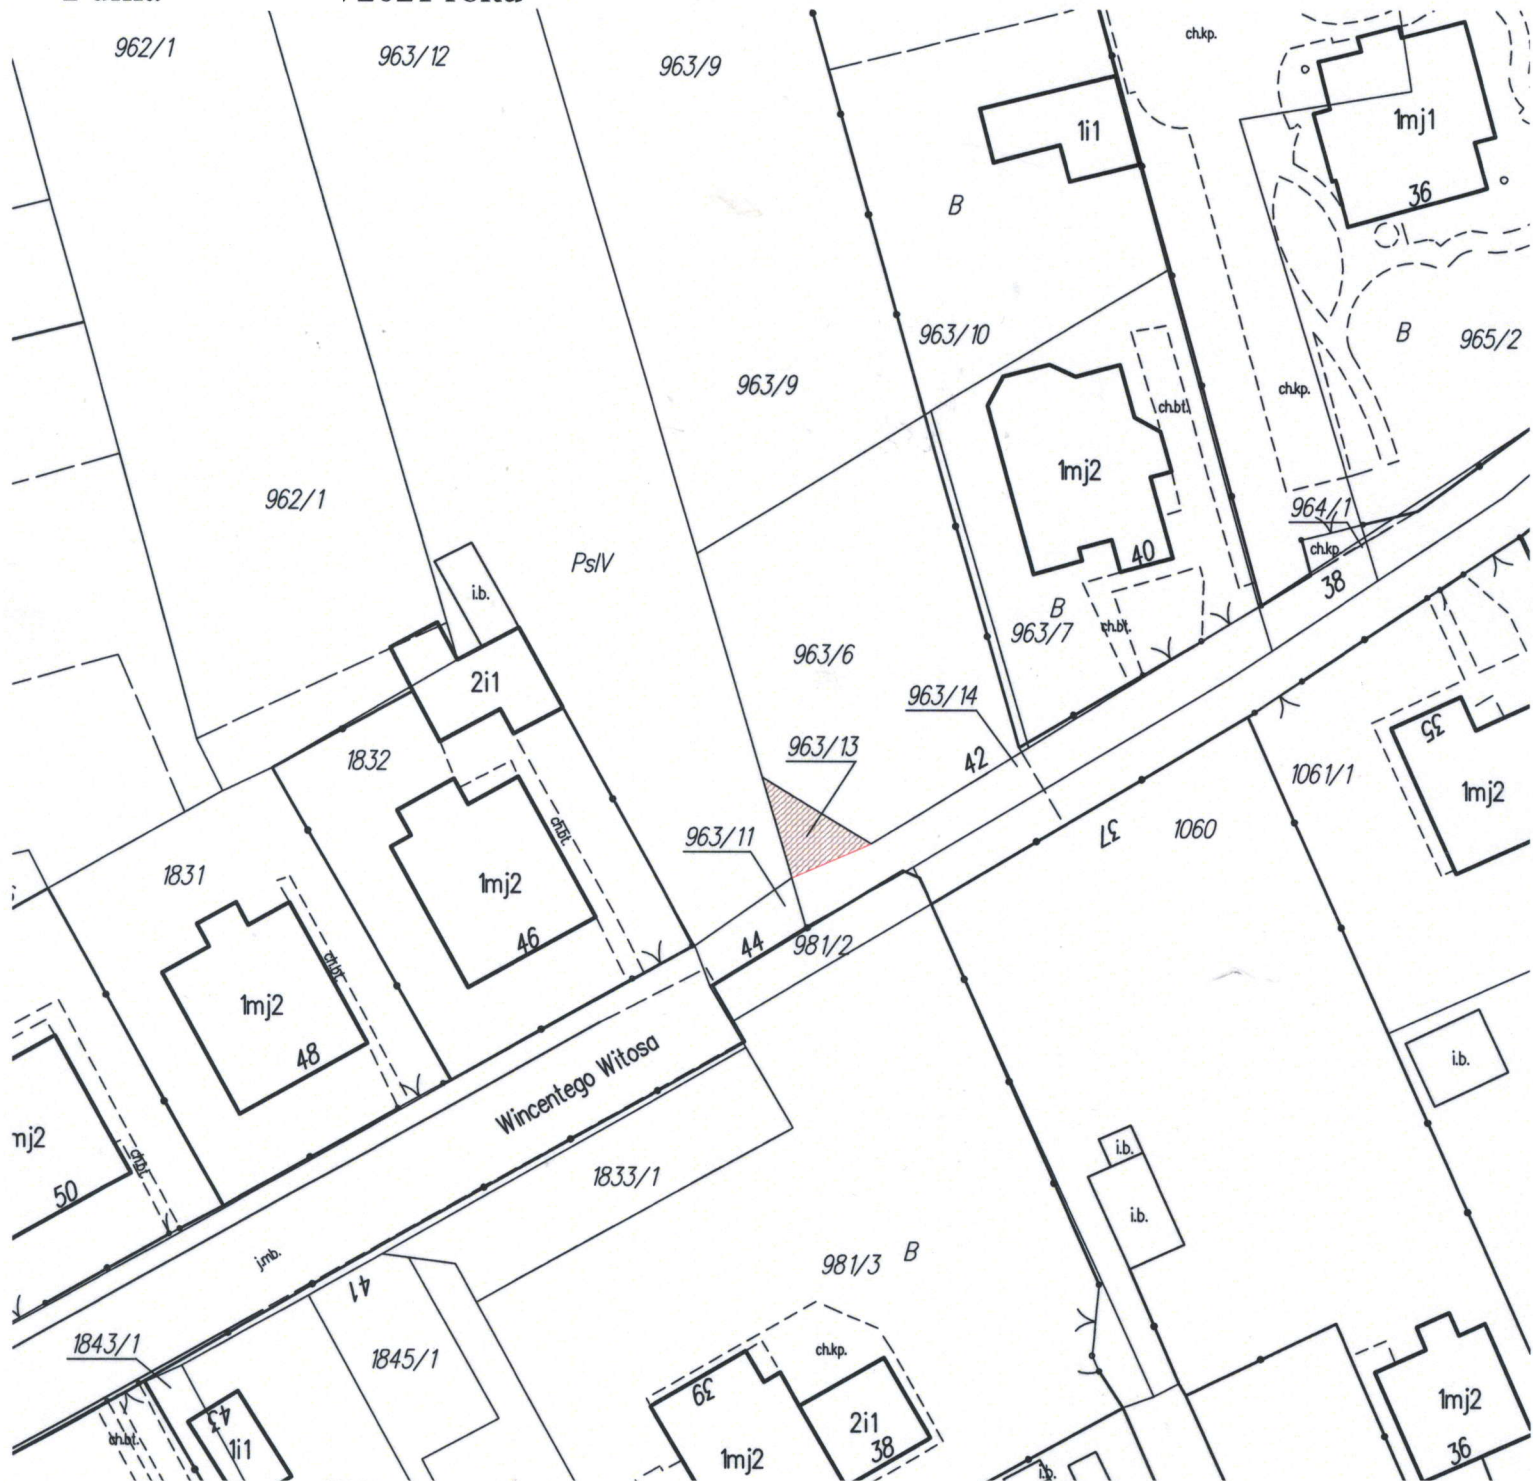 2021 roku
962/1
963/12
963/9
ch.kp.
1i1
1mj1
36
B
963/10
B
965/2
963/9
ch.bt.
ch.kp.
1mj2
962/1
964/1
ch.kp.
40
38
PsIV
i.b.
B
963/7
ch.bt.
963/6
2i1
963/14
35
1832
963/13
42
1061/1
1mj2
37
1060
ch.bt.
963/11
1831
1mj2
46
44
981/2
ch.bt.
1mj2
48
Wincentego Witosa
i.b.
mj2
ch.bt.
50
i.b.
1833/1
i.b.
j.mb.
981/3
B
41
1843/1
1845/1
ch.kp.
39
43
ch.bt.
1i1
2i1
38
1mj2
1mj2
36
i.b.